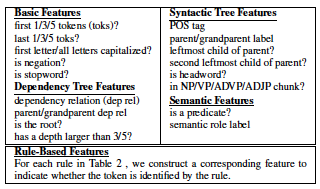 Basic Features
first 1/3/5 tokens (toks)?
last 1/3/5 toks?
first letter/all letters capitalized?
is negation?
is stopword?
Dependency Tree Features
dependency relation (dep rel)
parent/grandparent dep rel
is the root?
has a depth larger than 3/5?
Syntactic Tree Features
POS tag
parent/grandparent label
leftmost child of parent?
second leftmost child of parent?
is headword?
in NP/VP/ADVP/ADJP chunk?
Semantic Features
is a predicate?
semantic role label
Rule-Based Features
For each rule in Table 2 , we construct a corresponding feature to
indicate whether the token is identified by the rule.